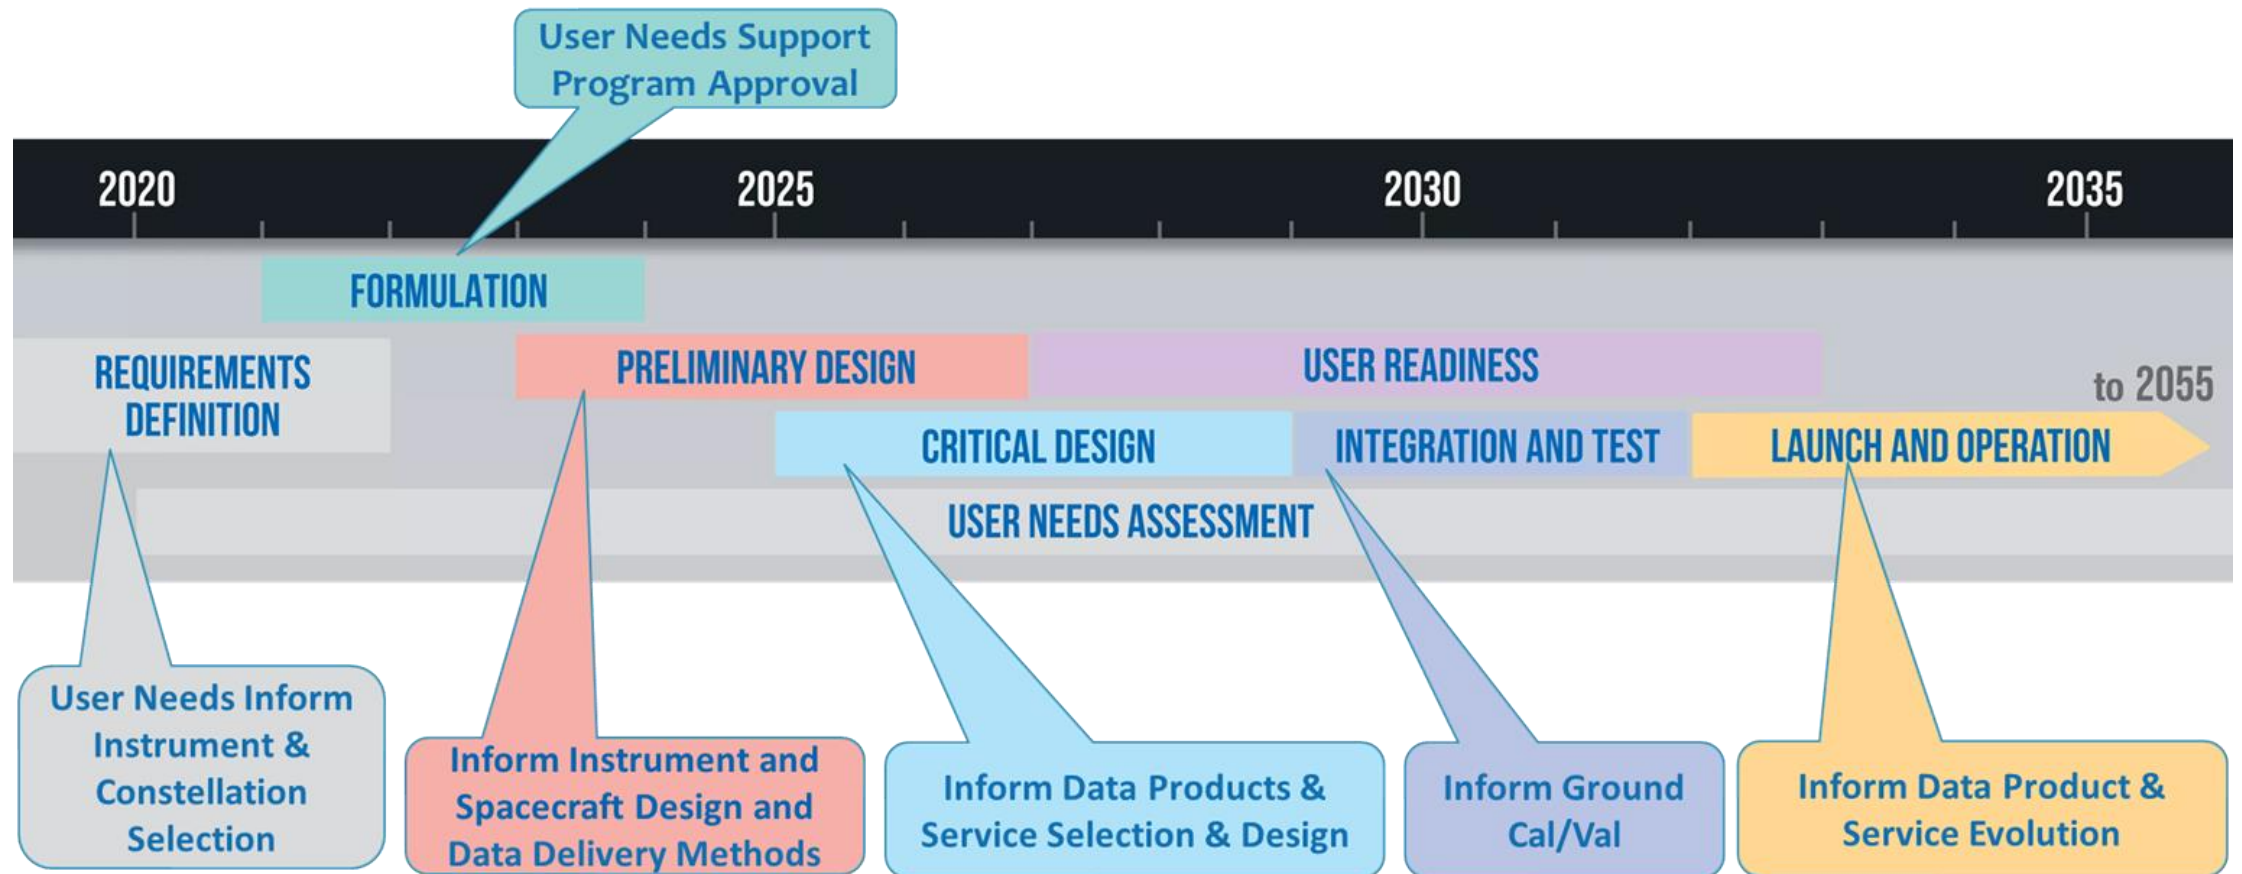 User Needs Support
Program Approval
2020
2025
2030
2035
FORMULATION
REQUIREMENTS
DEFINITION
PRELIMINARY DESIGN
USER READINESS
to 2055
CRITICAL DESIGN
INTEGRATION AND TEST
LAUNCH AND OPERATION
USER NEEDS ASSESSMENT
User Needs Inform
Instrument &
Constellation
Selection
Inform Instrument and
Spacecraft Design and
Data Delivery Methods
Inform Data Products &
Service Selection & Design
Inform Ground
Cal/Val
Inform Data Product &
Service Evolution